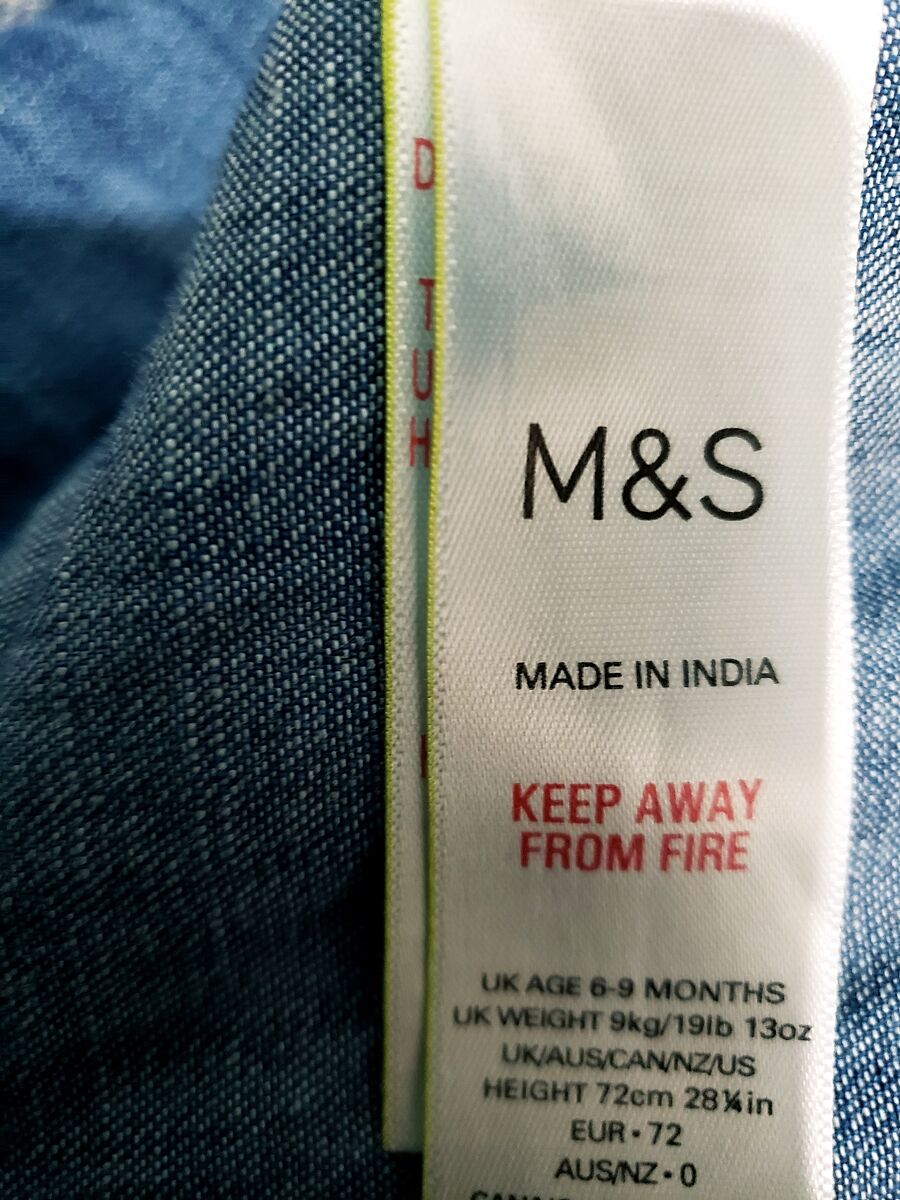 M&S
MADE IN INDIA
KEEP AWAY
FROM FIRE
UK AGE 6-9 MONTHS
UK WEIGHT 9kg/19lb 13oz
UK/AUS/CAN/NZ/US
HEIGHT 72cm 28¼in
EUR • 72
AUS/NZ • 0